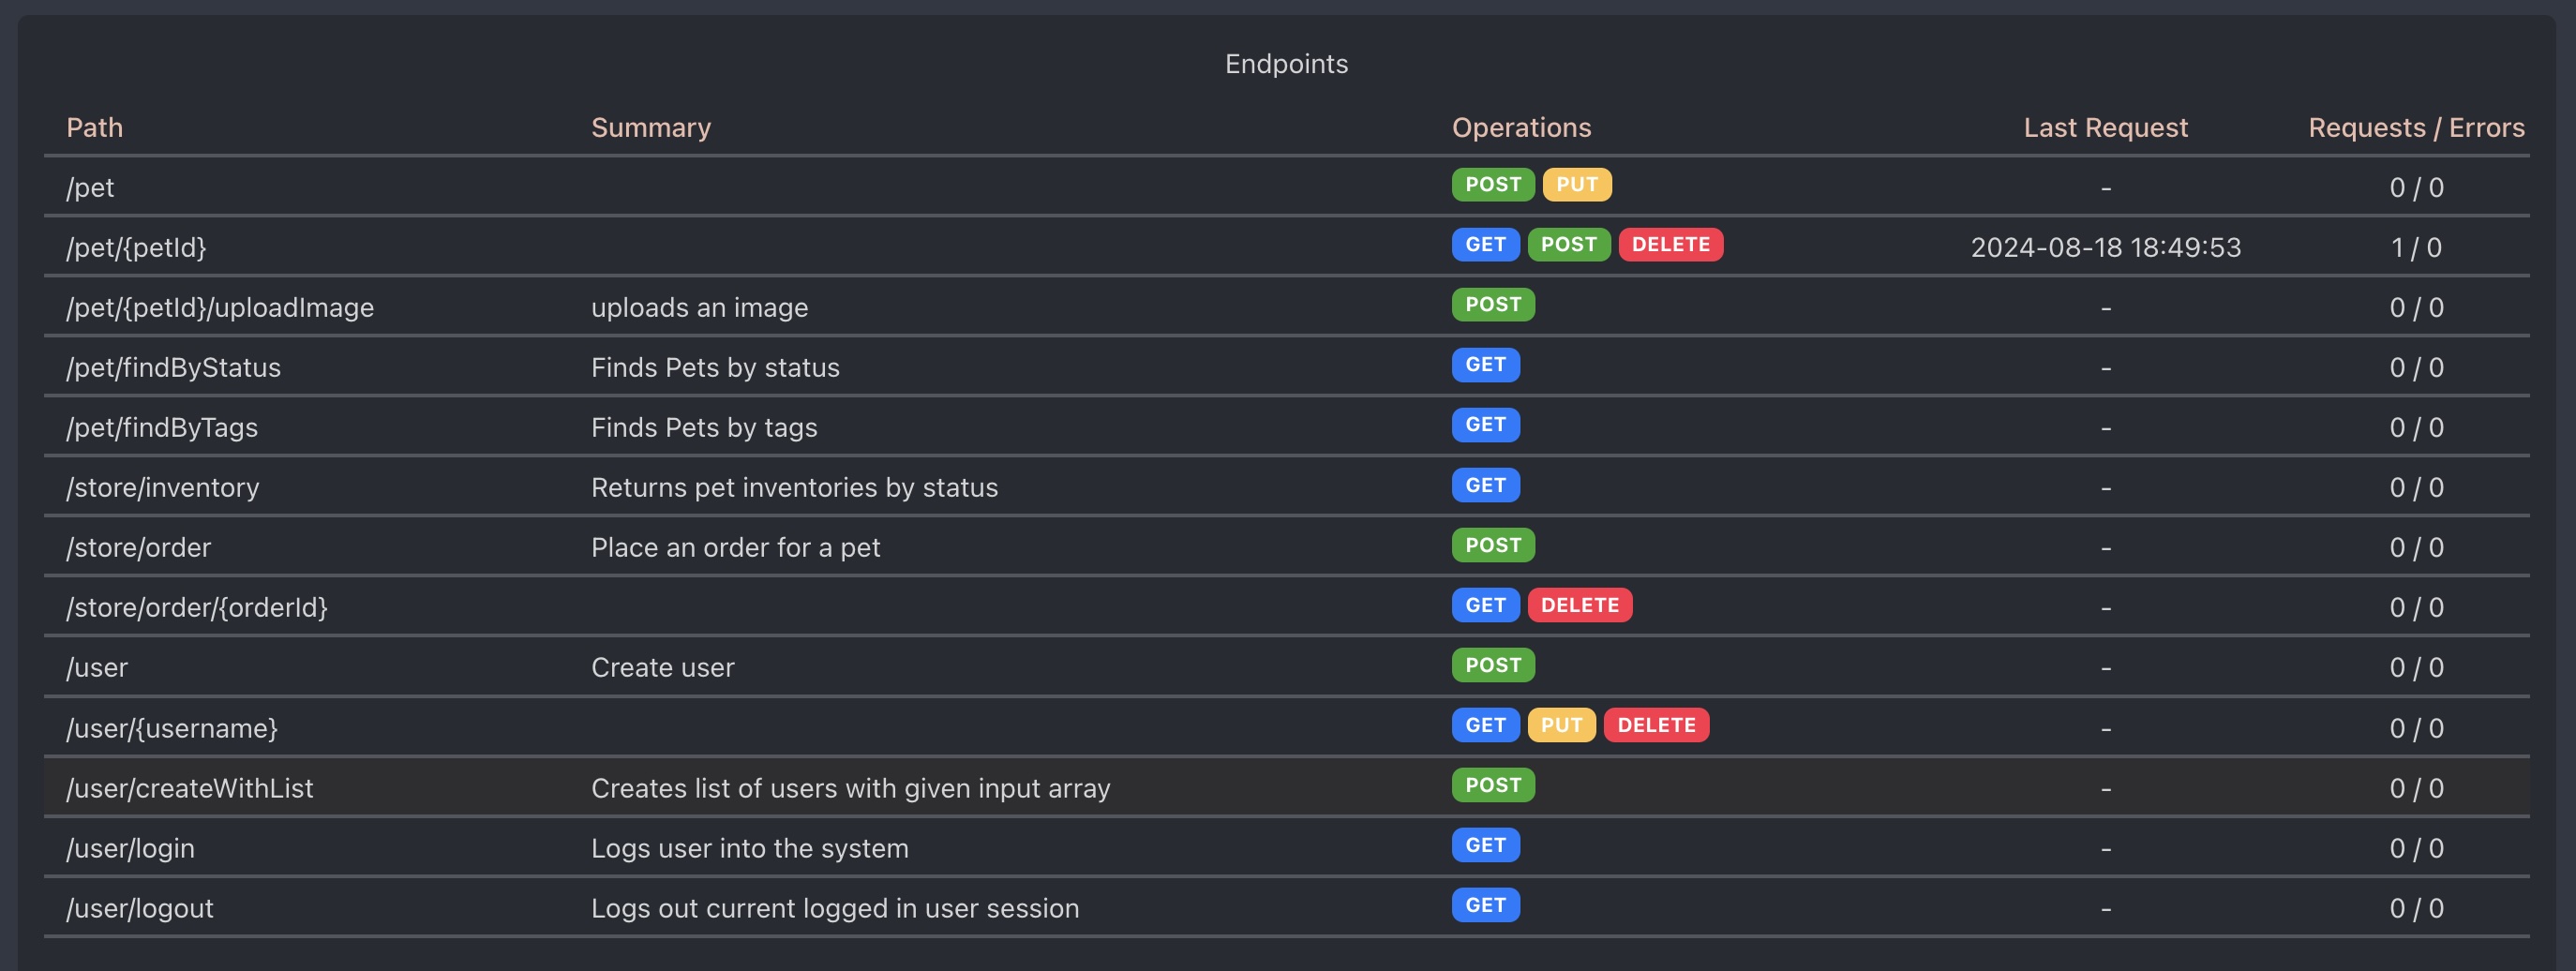 Endpoints
Path Summary Operations Last Request Requests / Errors
/pet POST PUT - 0 / 0
/pet/{petId} GET POST DELETE 2024-08-18 18:49:53 1 / 0
/pet/{petId}/uploadImage uploads an image POST - 0 / 0
/pet/findByStatus Finds Pets by status GET - 0 / 0
/pet/findByTags Finds Pets by tags GET - 0 / 0
/store/inventory Returns pet inventories by status GET - 0 / 0
/store/order Place an order for a pet POST - 0 / 0
/store/order/{orderId} GET DELETE - 0 / 0
/user Create user POST - 0 / 0
/user/{username} GET PUT DELETE - 0 / 0
/user/createWithList Creates list of users with given input array POST - 0 / 0
/user/login Logs user into the system GET - 0 / 0
/user/logout Logs out current logged in user session GET - 0 / 0